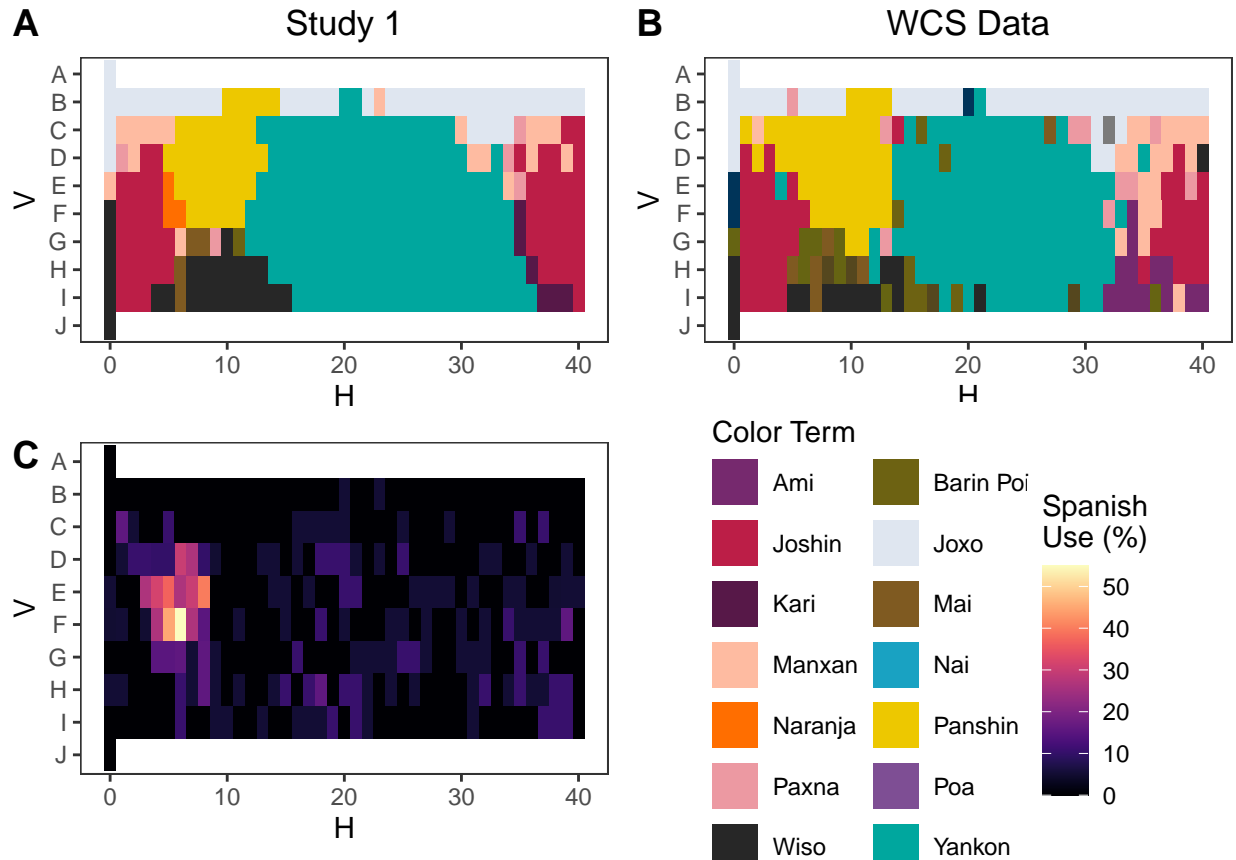 A
Study 1
B
WCS Data
V
A
B
C
D
E
F
G
H
I
J
0
10
20
30
40
H
V
A
B
C
D
E
F
G
H
I
J
0
10
20
30
40
H
C
V
A
B
C
D
E
F
G
H
I
J
0
10
20
30
40
H
Color Term
Ami
Joshin
Kari
Manxan
Naranja
Paxna
Wiso
Barin Poi
Joxo
Mai
Nai
Panshin
Poa
Yankon
Spanish
Use (%)
50
40
30
20
10
0